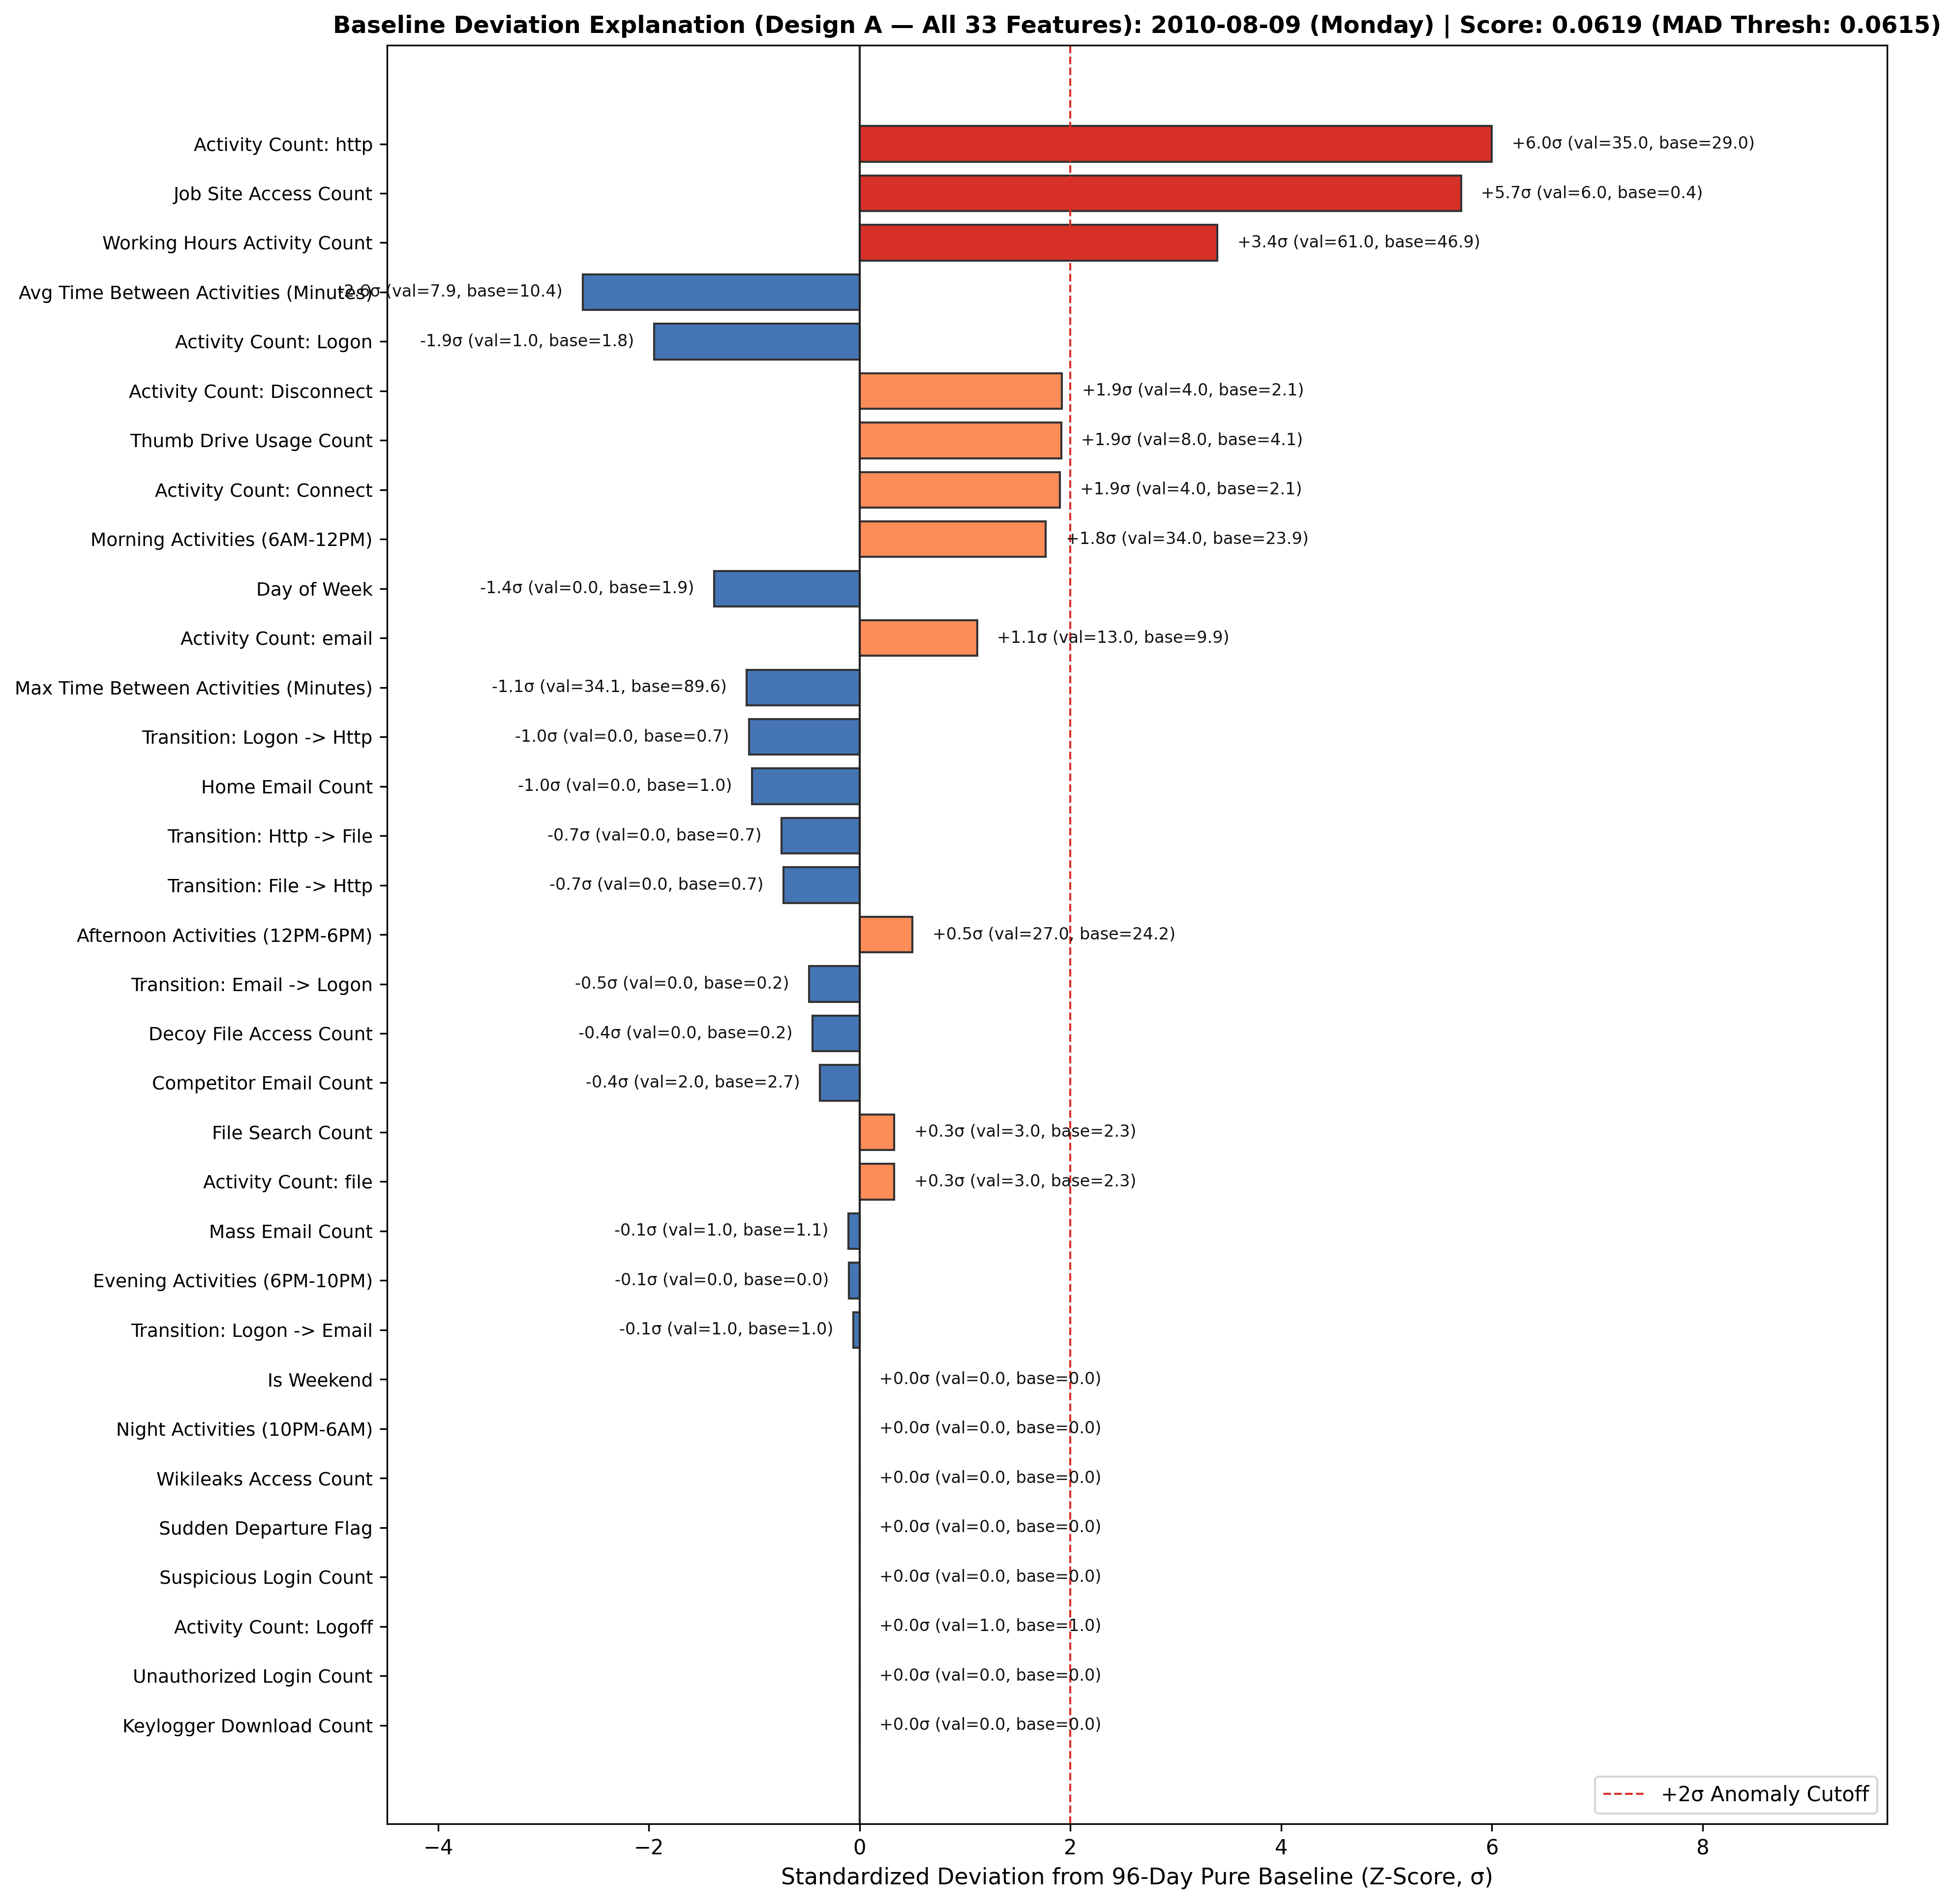 Baseline Deviation Explanation (Design A — All 33 Features): 2010-08-09 (Monday) | Score: 0.0619 (MAD Thresh: 0.0615)
Activity Count: http +6.0σ (val=35.0, base=29.0)
Job Site Access Count +5.7σ (val=6.0, base=0.4)
Working Hours Activity Count +3.4σ (val=61.0, base=46.9)
Avg Time Between Activities (Minutes) -2.6σ (val=7.9, base=10.4)
Activity Count: Logon -1.9σ (val=1.0, base=1.8)
Activity Count: Disconnect +1.9σ (val=4.0, base=2.1)
Thumb Drive Usage Count +1.9σ (val=8.0, base=4.1)
Activity Count: Connect +1.9σ (val=4.0, base=2.1)
Morning Activities (6AM-12PM) +1.8σ (val=34.0, base=23.9)
Day of Week -1.4σ (val=0.0, base=1.9)
Activity Count: email +1.1σ (val=13.0, base=9.9)
Max Time Between Activities (Minutes) -1.1σ (val=34.1, base=89.6)
Transition: Logon -> Http -1.0σ (val=0.0, base=0.7)
Home Email Count -1.0σ (val=0.0, base=1.0)
Transition: Http -> File -0.7σ (val=0.0, base=0.7)
Transition: File -> Http -0.7σ (val=0.0, base=0.7)
Afternoon Activities (12PM-6PM) +0.5σ (val=27.0, base=24.2)
Transition: Email -> Logon -0.5σ (val=0.0, base=0.2)
Decoy File Access Count -0.4σ (val=0.0, base=0.2)
Competitor Email Count -0.4σ (val=2.0, base=2.7)
File Search Count +0.3σ (val=3.0, base=2.3)
Activity Count: file +0.3σ (val=3.0, base=2.3)
Mass Email Count -0.1σ (val=1.0, base=1.1)
Evening Activities (6PM-10PM) -0.1σ (val=0.0, base=0.0)
Transition: Logon -> Email -0.1σ (val=1.0, base=1.0)
Is Weekend +0.0σ (val=0.0, base=0.0)
Night Activities (10PM-6AM) +0.0σ (val=0.0, base=0.0)
Wikileaks Access Count +0.0σ (val=0.0, base=0.0)
Sudden Departure Flag +0.0σ (val=0.0, base=0.0)
Suspicious Login Count +0.0σ (val=0.0, base=0.0)
Activity Count: Logoff +0.0σ (val=1.0, base=1.0)
Unauthorized Login Count +0.0σ (val=0.0, base=0.0)
Keylogger Download Count +0.0σ (val=0.0, base=0.0)
+2σ Anomaly Cutoff
−4 −2 0 2 4 6 8
Standardized Deviation from 96-Day Pure Baseline (Z-Score, σ)